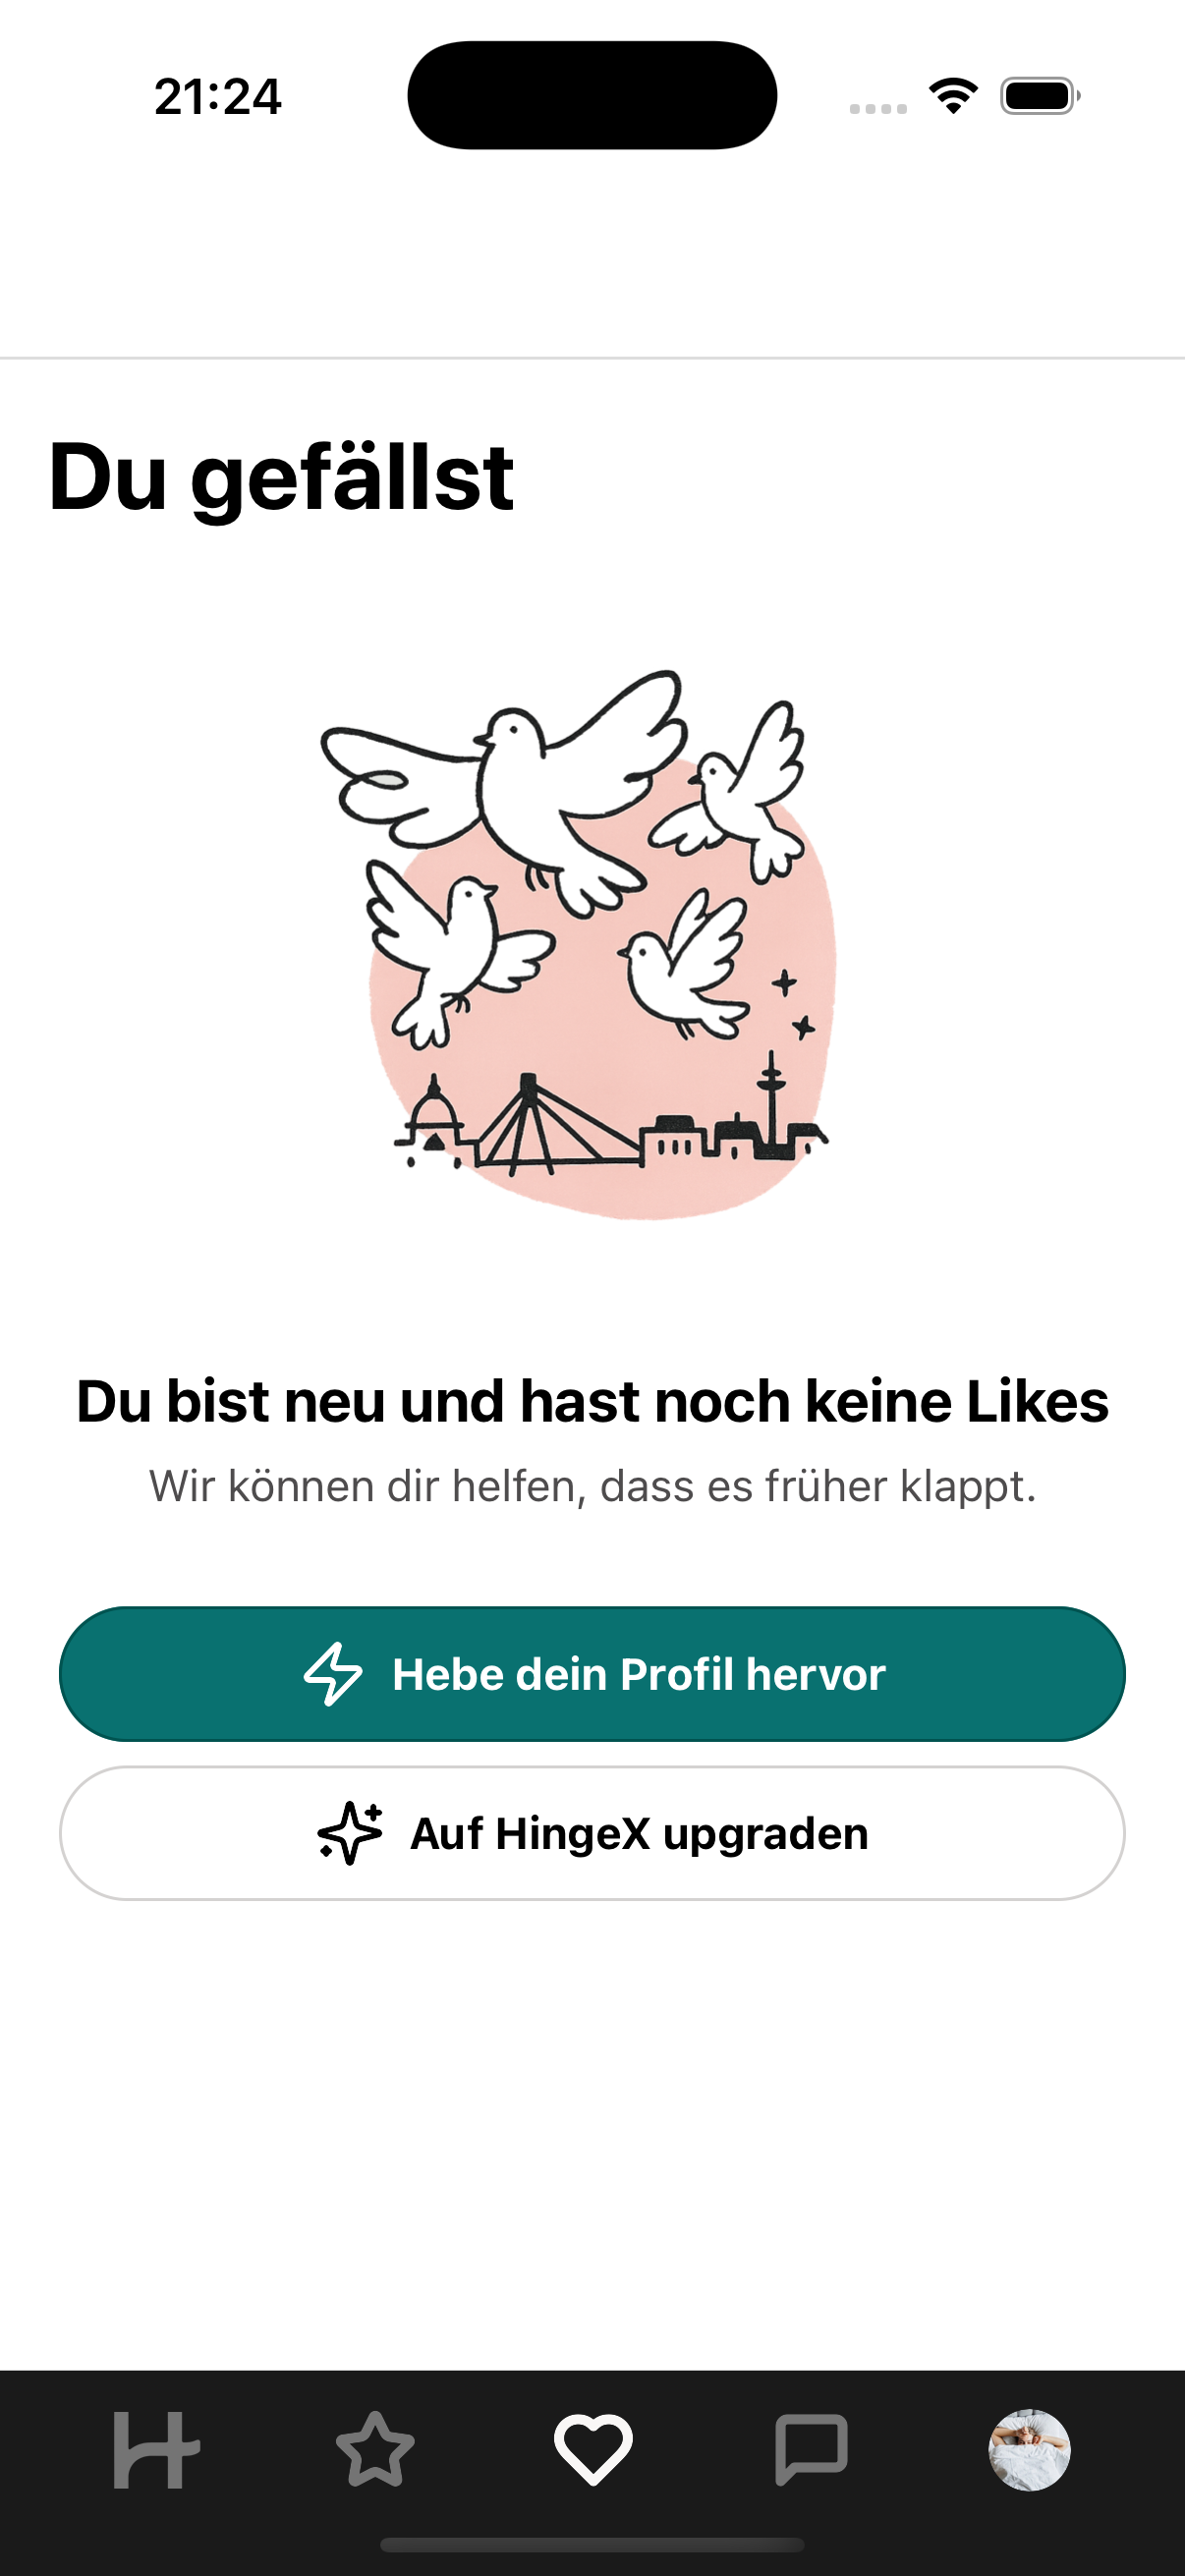 21:24
Du gefällst
Du bist neu und hast noch keine Likes
Wir können dir helfen, dass es früher klappt.
Hebe dein Profil hervor
Auf HingeX upgraden